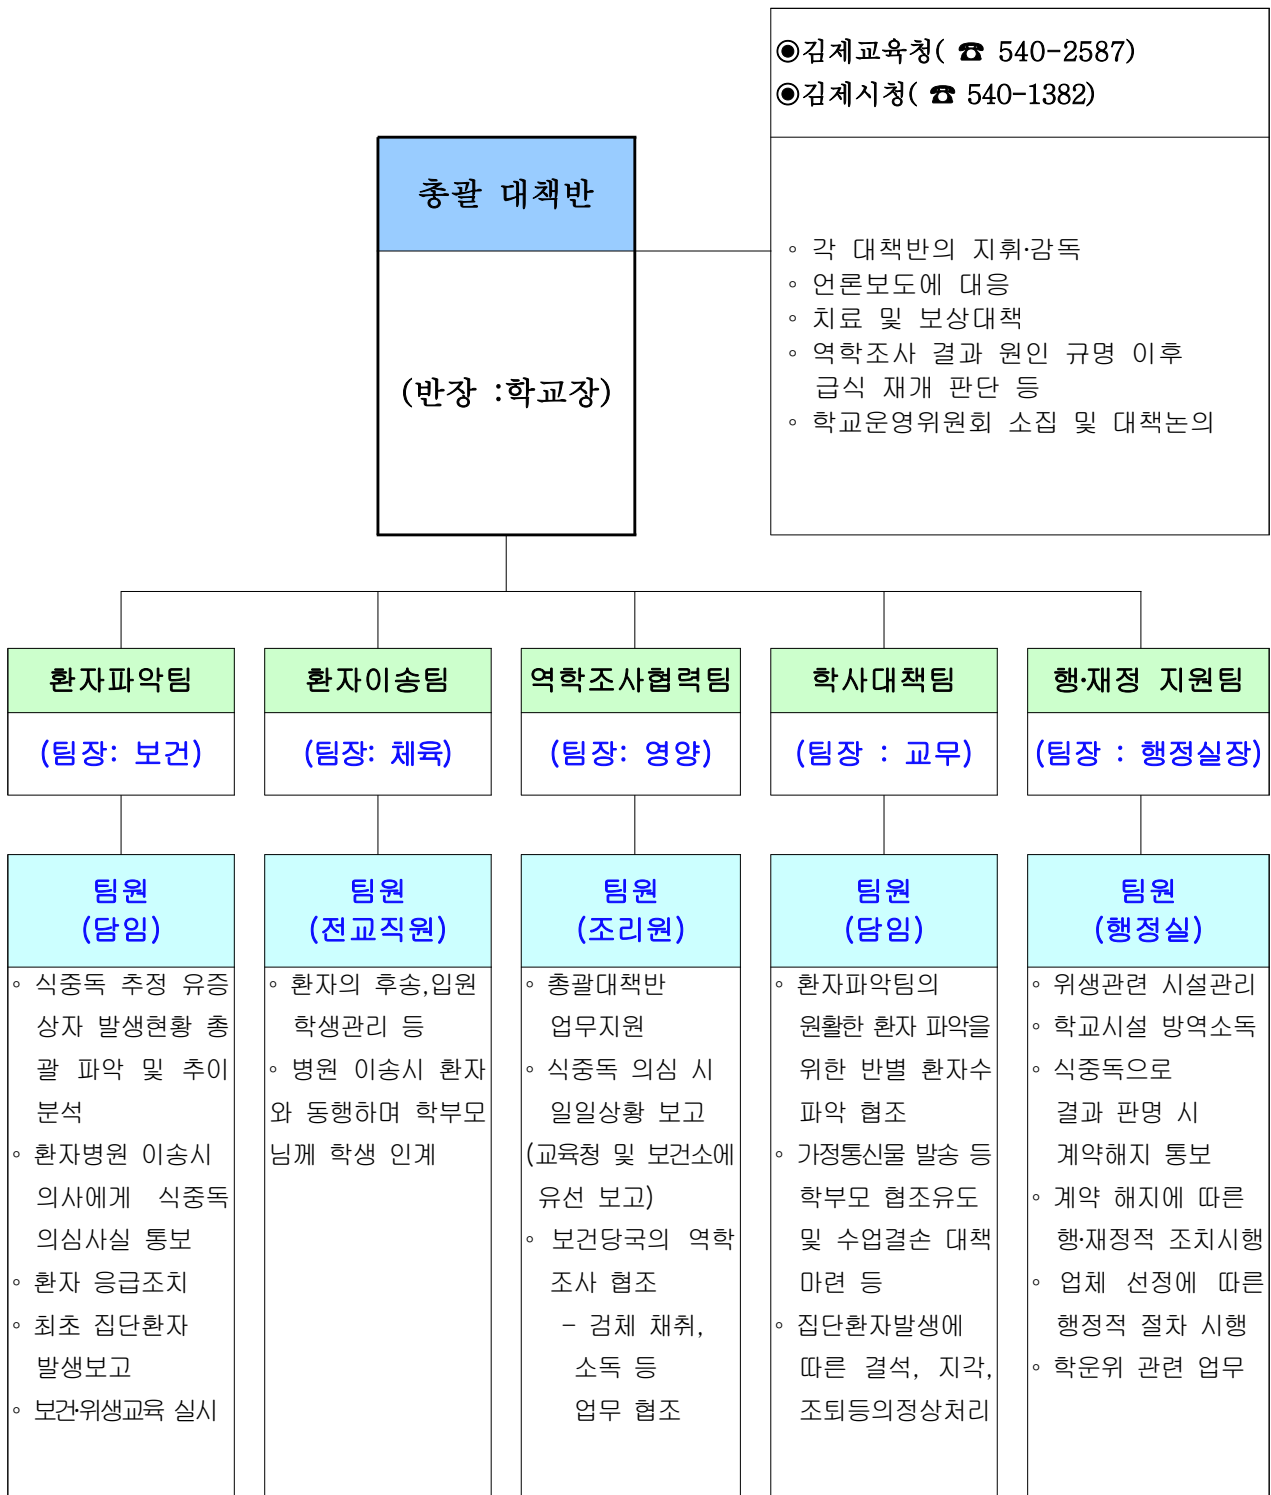 ◉김제교육청( ☎ 540-2587)
◉김제시청( ☎ 540-1382)
총괄 대책반
(반장 :학교장)
◦ 각 대책반의 지휘·감독
◦ 언론보도에 대응
◦ 치료 및 보상대책
◦ 역학조사 결과 원인 규명 이후
급식 재개 판단 등
◦ 학교운영위원회 소집 및 대책논의
환자파악팀
(팀장: 보건)
팀원
(담임)
◦ 식중독 추정 유증
상자 발생현황 총
괄 파악 및 추이
분석
◦ 환자병원 이송시
의사에게 식중독
의심사실 통보
◦ 환자 응급조치
◦ 최초 집단환자
발생보고
◦ 보건·위생교육 실시
환자이송팀
(팀장: 체육)
팀원
(전교직원)
◦ 환자의 후송,입원
학생관리 등
◦ 병원 이송시 환자
와 동행하며 학부모
님께 학생 인계
역학조사협력팀
(팀장: 영양)
팀원
(조리원)
◦ 총괄대책반
업무지원
◦ 식중독 의심 시
일일상황 보고
(교육청 및 보건소에
유선 보고)
◦ 보건당국의 역학
조사 협조
- 검체 채취,
소독 등
업무 협조
학사대책팀
(팀장 : 교무)
팀원
(담임)
◦ 환자파악팀의
원활한 환자 파악을
위한 반별 환자수
파악 협조
◦ 가정통신물 발송 등
학부모 협조유도
및 수업결손 대책
마련 등
◦ 집단환자발생에
따른 결석, 지각,
조퇴등의정상처리
행·재정 지원팀
(팀장 : 행정실장)
팀원
(행정실)
◦ 위생관련 시설관리
◦ 학교시설 방역소독
◦ 식중독으로
결과 판명 시
계약해지 통보
◦ 계약 해지에 따른
행·재정적 조치시행
◦ 업체 선정에 따른
행정적 절차 시행
◦ 학운위 관련 업무